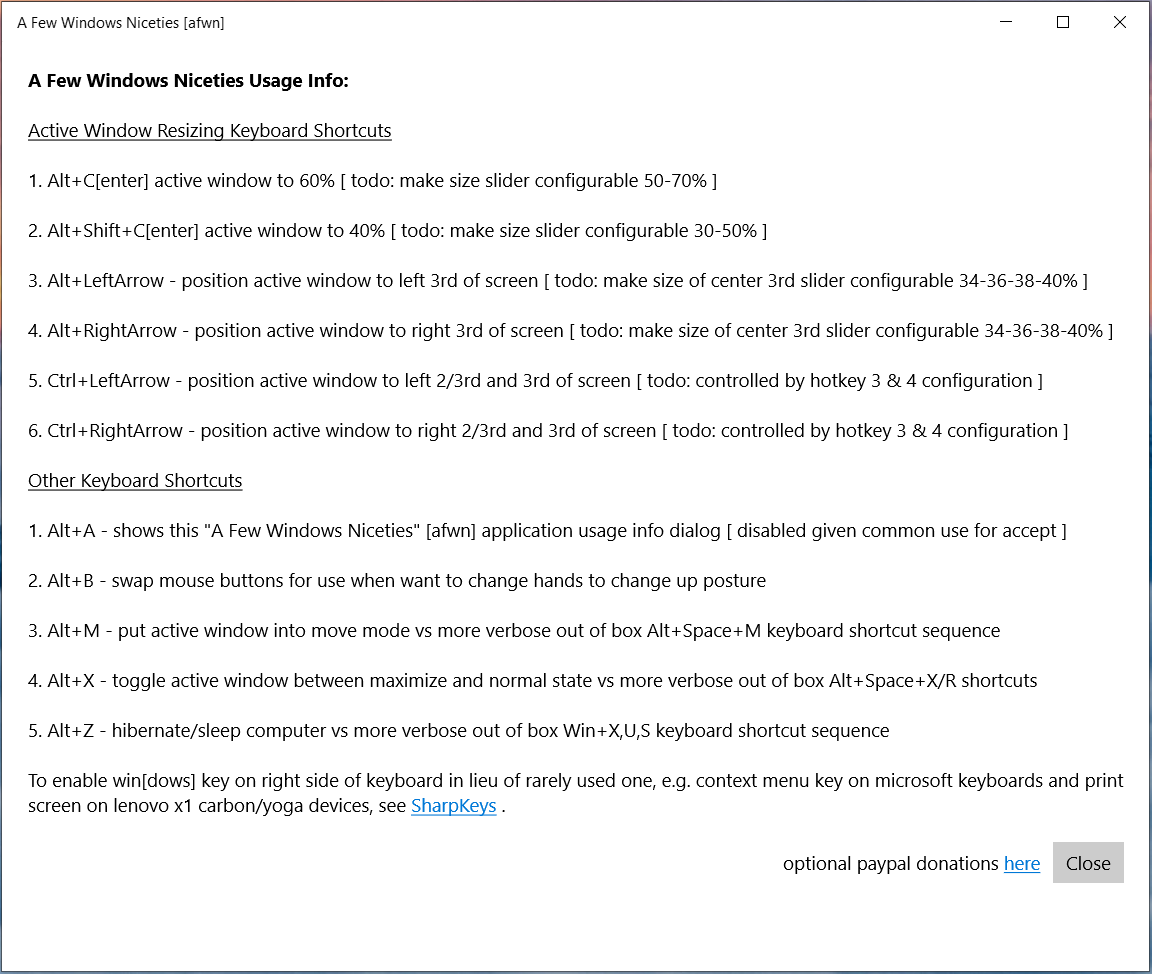 A Few Windows Niceties [afwn]
A Few Windows Niceties Usage Info:
Active Window Resizing Keyboard Shortcuts
1. Alt+C[enter] active window to 60% [ todo: make size slider configurable 50-70% ]
2. Alt+Shift+C[enter] active window to 40% [ todo: make size slider configurable 30-50% ]
3. Alt+LeftArrow - position active window to left 3rd of screen [ todo: make size of center 3rd slider configurable 34-36-38-40% ]
4. Alt+RightArrow - position active window to right 3rd of screen [ todo: make size of center 3rd slider configurable 34-36-38-40% ]
5. Ctrl+LeftArrow - position active window to left 2/3rd and 3rd of screen [ todo: controlled by hotkey 3 & 4 configuration ]
6. Ctrl+RightArrow - position active window to right 2/3rd and 3rd of screen [ todo: controlled by hotkey 3 & 4 configuration ]
Other Keyboard Shortcuts
1. Alt+A - shows this "A Few Windows Niceties" [afwn] application usage info dialog [ disabled given common use for accept ]
2. Alt+B - swap mouse buttons for use when want to change hands to change up posture
3. Alt+M - put active window into move mode vs more verbose out of box Alt+Space+M keyboard shortcut sequence
4. Alt+X - toggle active window between maximize and normal state vs more verbose out of box Alt+Space+X/R shortcuts
5. Alt+Z - hibernate/sleep computer vs more verbose out of box Win+X,U,S keyboard shortcut sequence
To enable win[dows] key on right side of keyboard in lieu of rarely used one, e.g. context menu key on microsoft keyboards and print
screen on lenovo x1 carbon/yoga devices, see SharpKeys .
optional paypal donations here Close